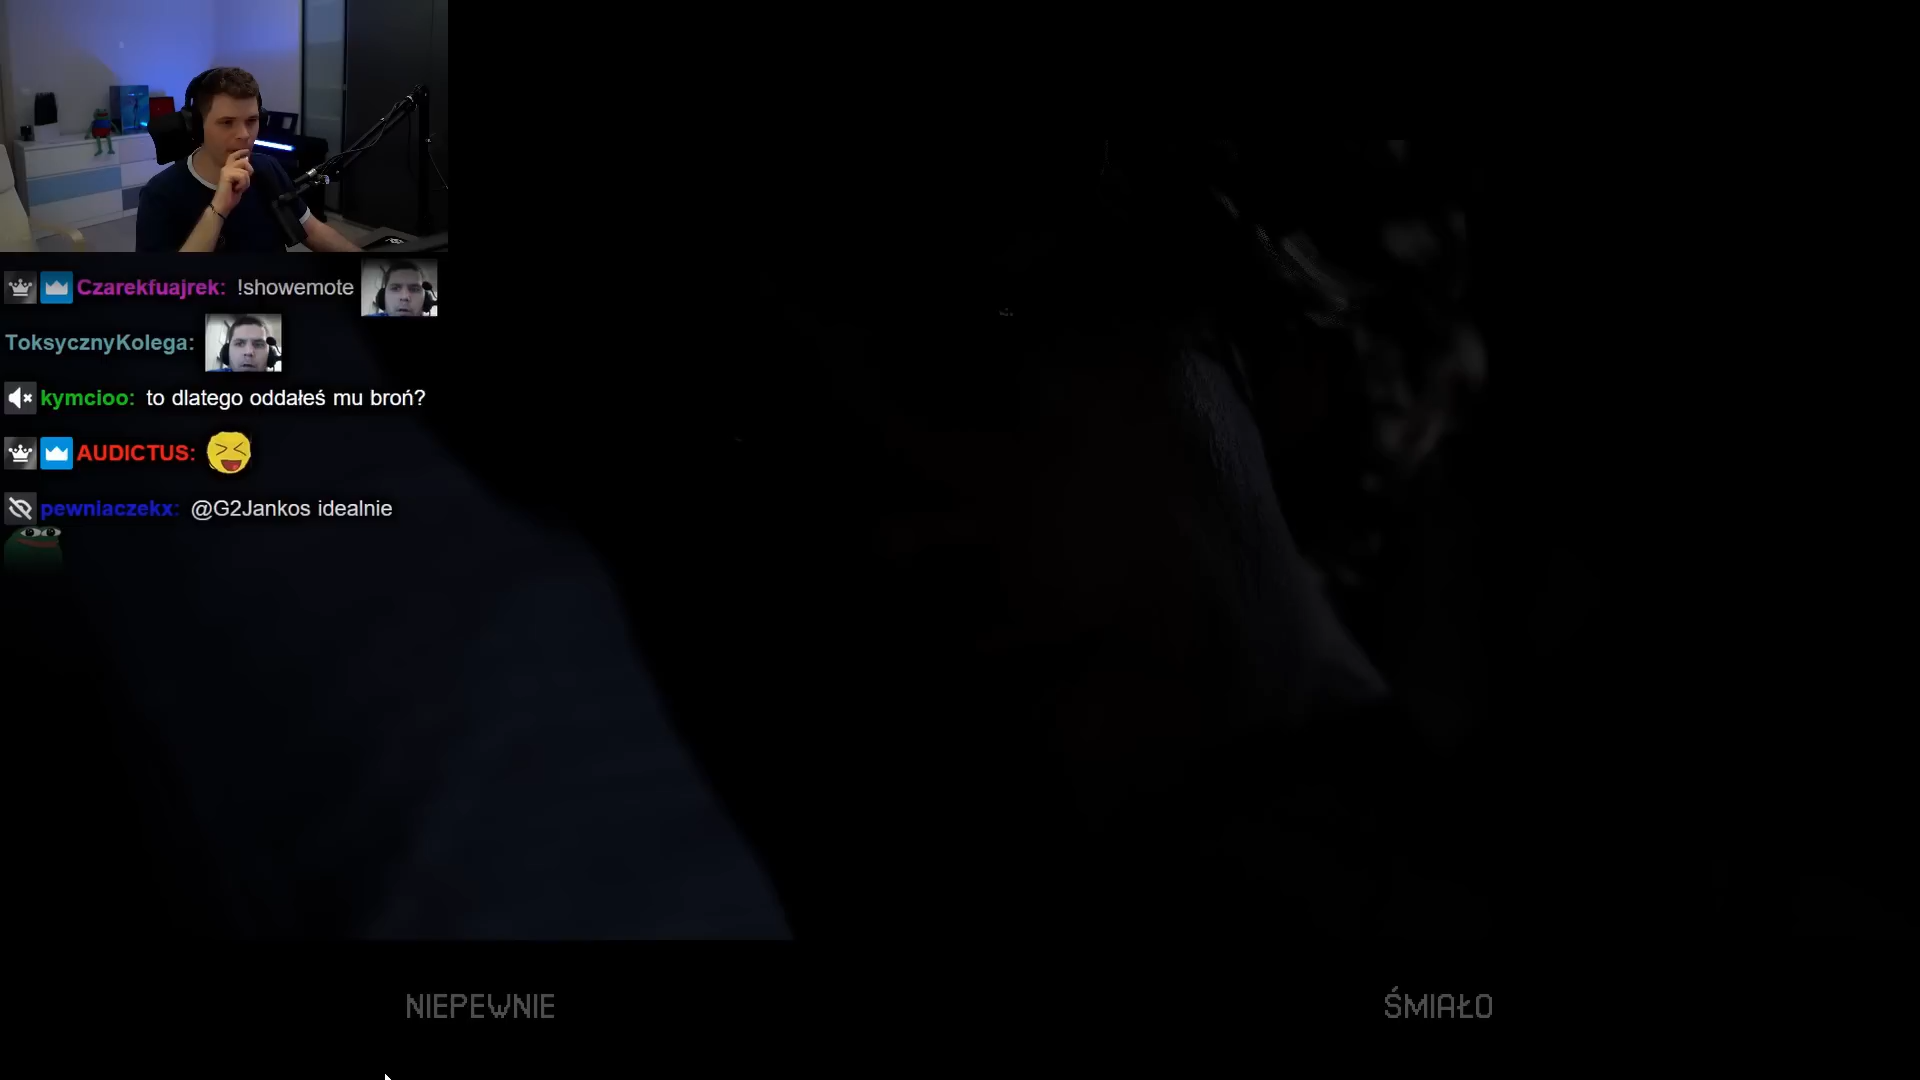 Czarekfuajrek: !showemote
ToksycznyKolega:
kymcioo: to dlatego oddałeś mu broń?
AUDICTUS:
pewniaczekx: @G2Jankos idealnie
NIEPEWNIE
ŚMIAŁO